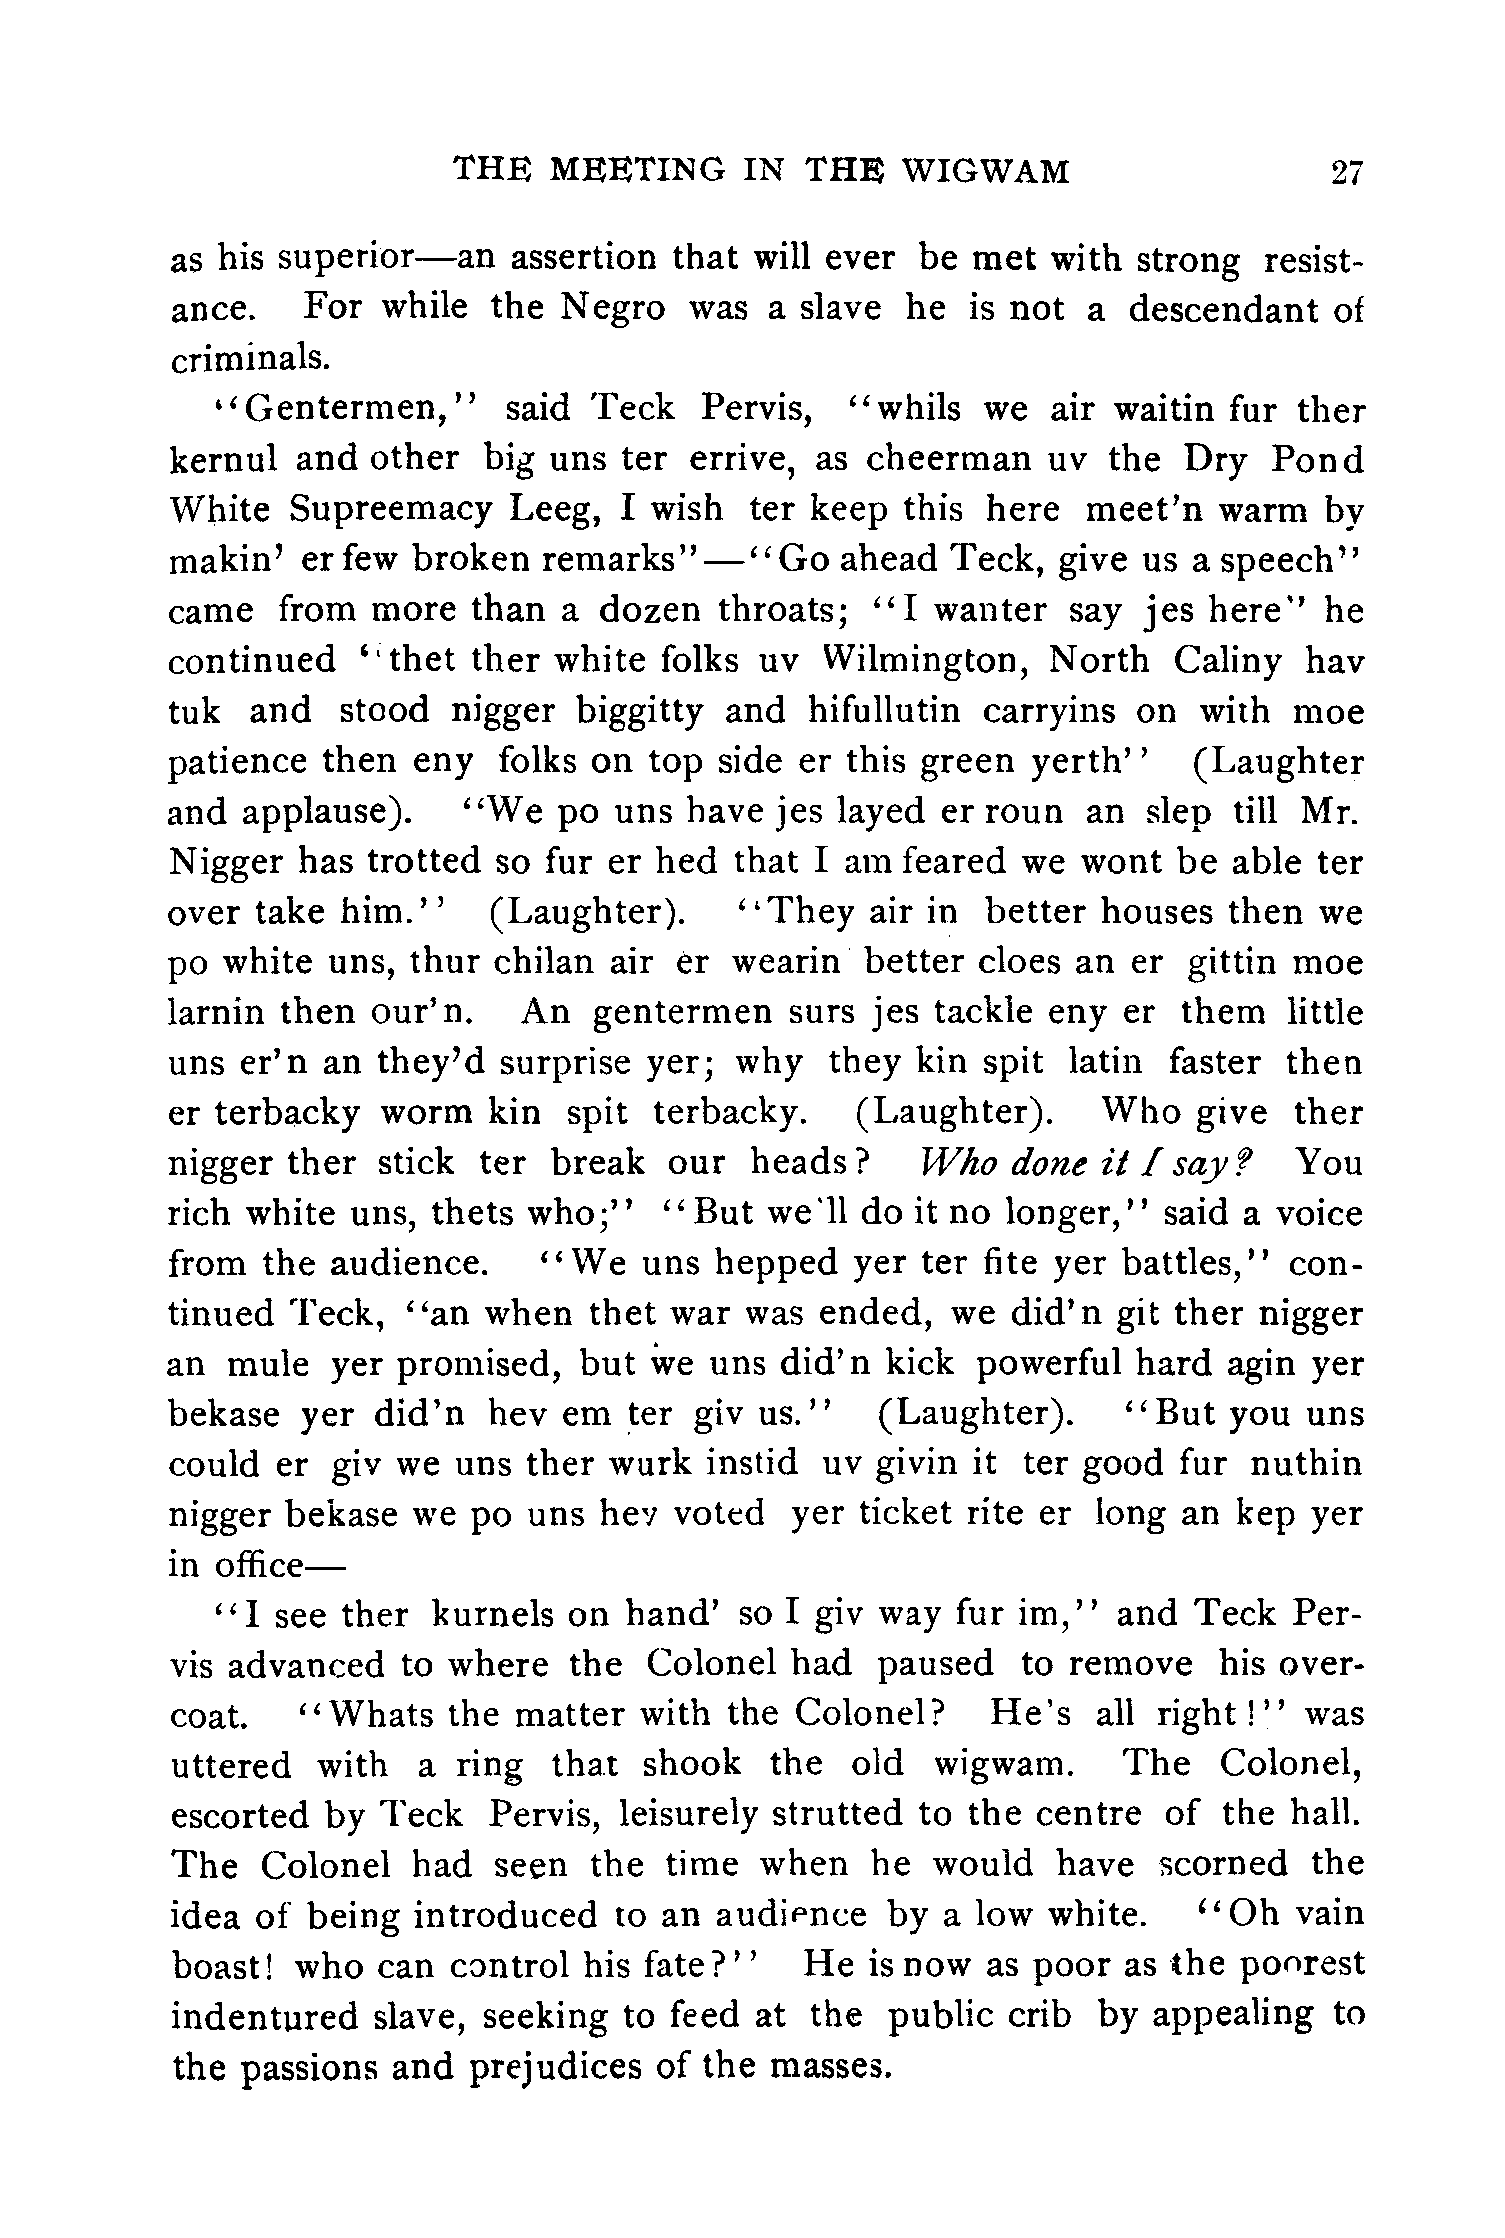 THE MEETING IN THE WIGWAM 27
as his superior—an assertion that will ever be met with strong resist-
ance. For while the Negro was a slave he is not a descendant of
criminals.
"Gentermen," said Teck Pervis, "whils we air waitin fur ther
kernul and other big uns ter errive, as cheerman uv the Dry Pond
White Supreemacy Leeg, I wish ter keep this here meet'n warm by
makin' er few broken remarks"—"Go ahead Teck, give us a speech"
came from more than a dozen throats; "I wanter say jes here" he
continued "thet ther white folks uv Wilmington, North Caliny hav
tuk and stood nigger biggitty and hifullutin carryins on with moe
patience then eny folks on top side er this green yerth" (Laughter
and applause). "We po uns have jes layed er roun an slep till Mr.
Nigger has trotted so fur er hed that I am feared we wont be able ter
over take him." (Laughter). "They air in better houses then we
po white uns, thur chilan air er wearin better cloes an er gittin moe
larnin then our'n. An gentermen surs jes tackle eny er them little
uns er'n an they'd surprise yer; why they kin spit latin faster then
er terbacky worm kin spit terbacky. (Laughter). Who give ther
nigger ther stick ter break our heads? Who done it I say? You
rich white uns, thets who;" "But we'll do it no longer," said a voice
from the audience. "We uns hepped yer ter fite yer battles," con-
tinued Teck, "an when thet war was ended, we did'n git ther nigger
an mule yer promised, but we uns did'n kick powerful hard agin yer
bekase yer did'n hev em ter giv us." (Laughter). "But you uns
could er giv we uns ther wurk instid uv givin it ter good fur nuthin
nigger bekase we po uns hev voted yer ticket rite er long an kep yer
in office—
"I see ther kurnels on hand' so I giv way fur im," and Teck Per-
vis advanced to where the Colonel had paused to remove his over-
coat. "Whats the matter with the Colonel? He's all right!" was
uttered with a ring that shook the old wigwam. The Colonel,
escorted by Teck Pervis, leisurely strutted to the centre of the hall.
The Colonel had seen the time when he would have scorned the
idea of being introduced to an audience by a low white. "Oh vain
boast! who can control his fate?" He is now as poor as the poorest
indentured slave, seeking to feed at the public crib by appealing to
the passions and prejudices of the masses.